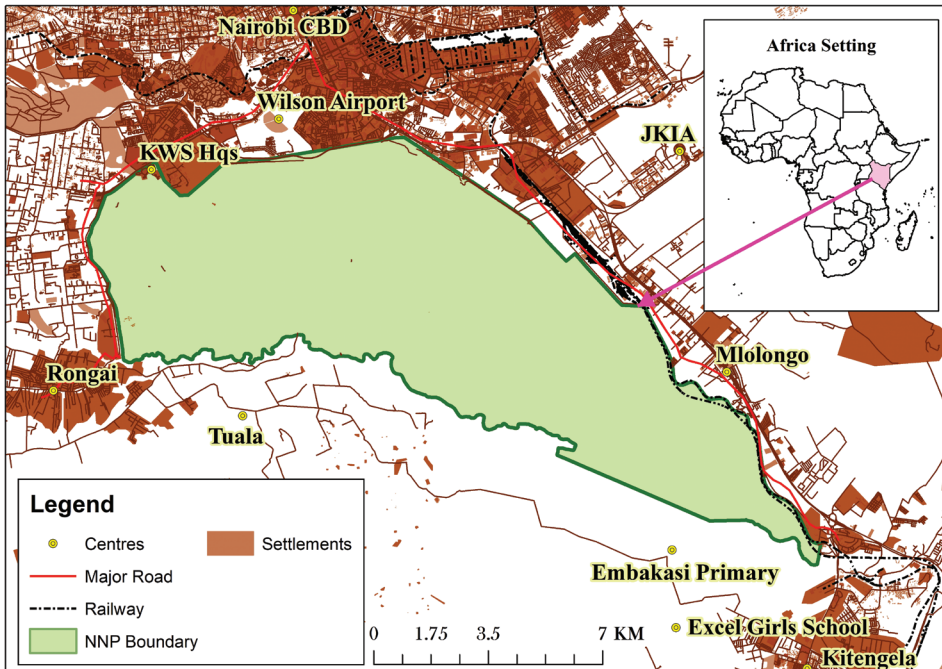 Nairobi CBD
Africa Setting
Wilson Airport
JKIA
KWS Hqs
Mlolongo
Rongai
Tuala
Legend
Centres
Settlements
Major Road
Railway
NNP Boundary
Embakasi Primary
Excel Girls School
0 1.75 3.5 7 KM
Kitengela